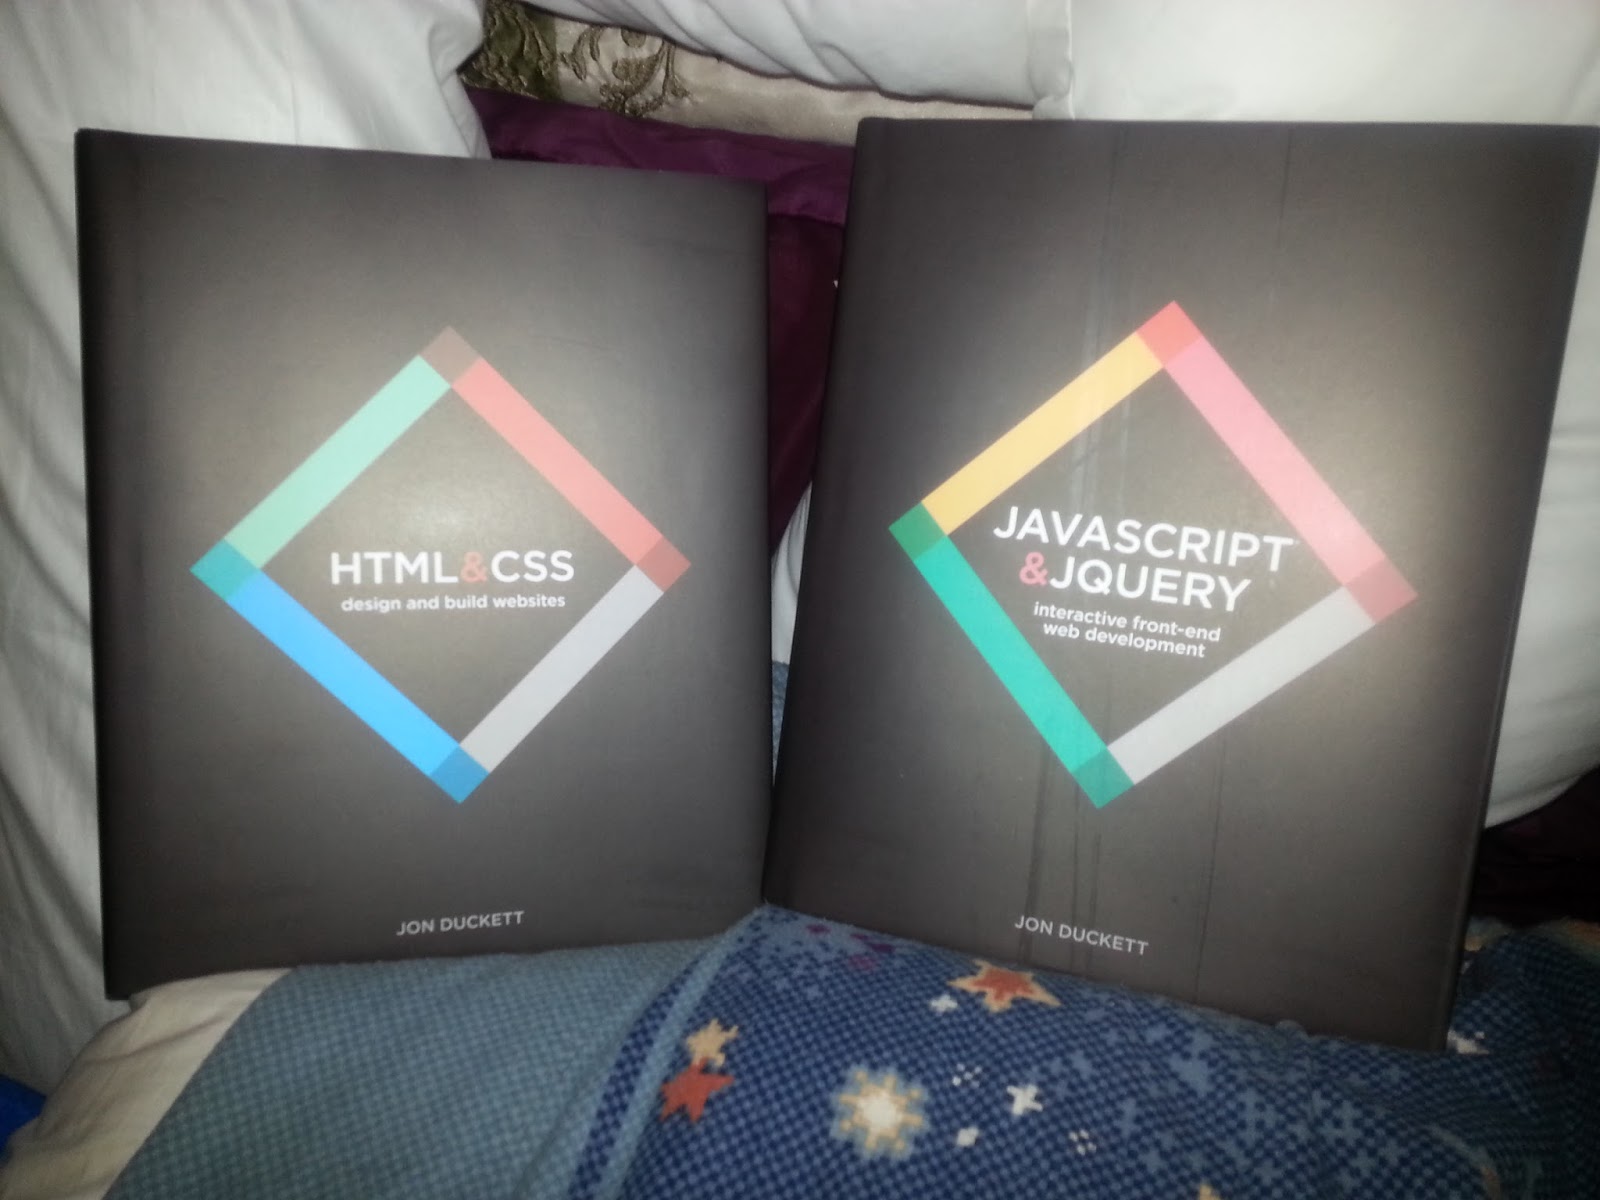 HTML&CSS
design and build websites
JON DUCKETT
JAVASCRIPT
&JQUERY
interactive front-end
web development
JON DUCKETT